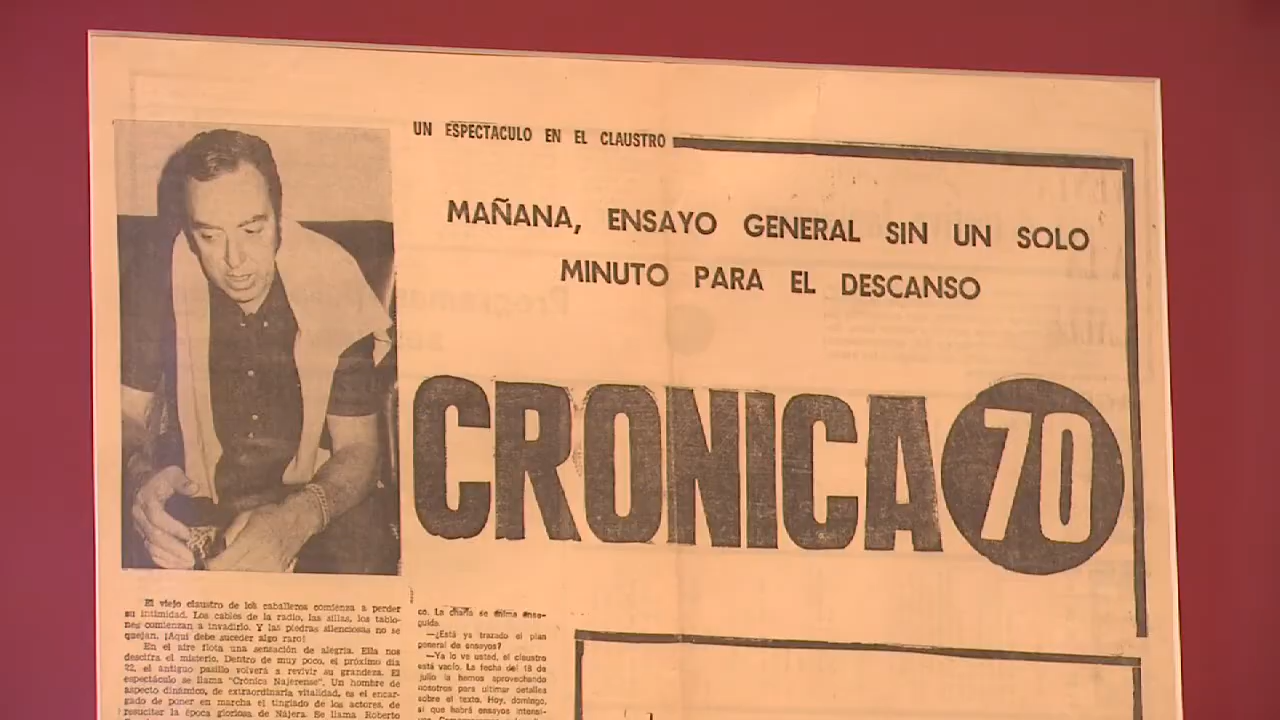 UN ESPECTACULO EN EL CLAUSTRO
MAÑANA, ENSAYO GENERAL SIN UN SOLO
MINUTO PARA EL DESCANSO
CRONICA 70
El viejo claustro de los caballeros comienza a perder
su intimidad. Los cables de la radio, las sillas, los tablo-
nes comienzan a invadirlo. Y las piedras silenciosas no se
quejan. ¡Aquí debe suceder algo raro!
En el aire flota una sensación de alegría. Ella nos
descifra el misterio. Dentro de muy poco, el próximo día
22, el antiguo pasillo volverá a revivir su grandeza. El
espectáculo se llama "Crónica Najerense". Un hombre de
aspecto dinámico, de extraordinaria vitalidad, es el encar-
gado de poner en marcha el tinglado de los actores, de
resucitar la época gloriosa de Nájera. Se llama Roberto
co. La charla se anima ense-
guida.
—¿Está ya trazado el plan
general de ensayos?
—Ya lo ve usted, el claustro
está vacío. La fecha del 18 de
julio la hemos aprovechando
nosotros para ultimar detalles
sobre el texto. Hoy, domingo,
sí que habrá ensayos intensi-